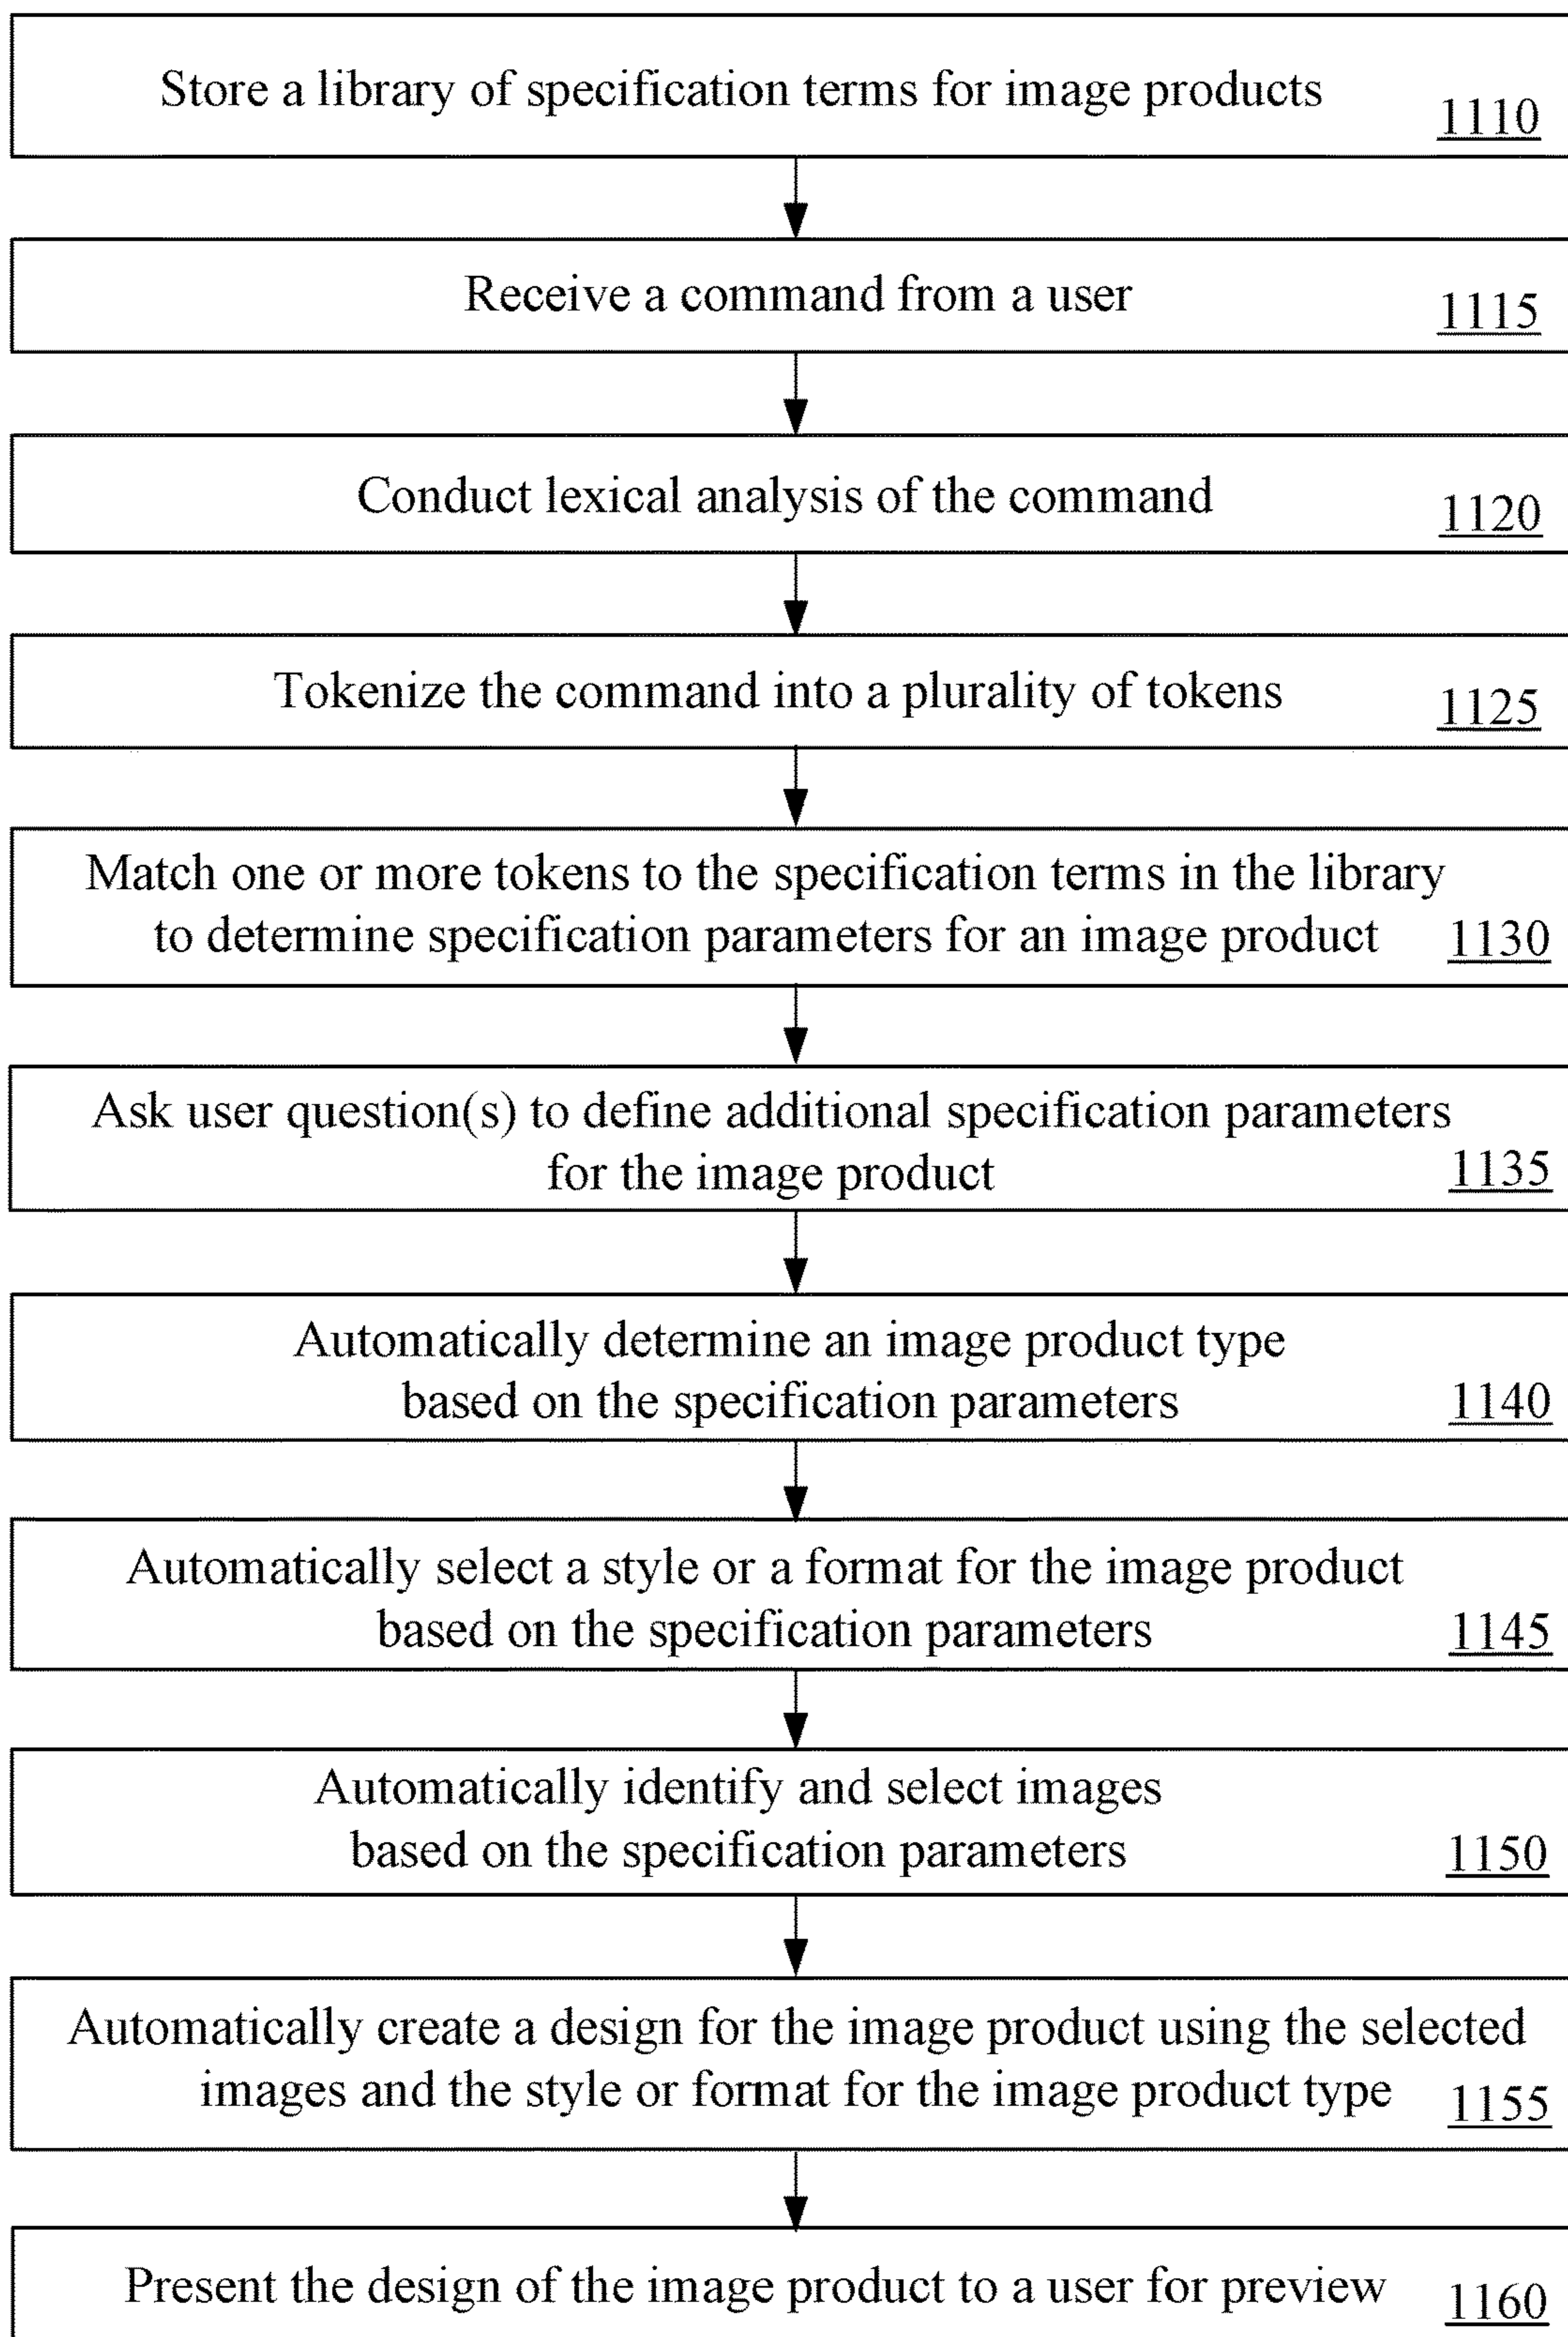 Store a library of specification terms for image products
1110
Receive a command from a user
1115
Conduct lexical analysis of the command
1120
Tokenize the command into a plurality of tokens
1125
Match one or more tokens to the specification terms in the library
to determine specification parameters for an image product
1130
Ask user question(s) to define additional specification parameters
for the image product
1135
Automatically determine an image product type
based on the specification parameters
1140
Automatically select a style or a format for the image product
based on the specification parameters
1145
Automatically identify and select images
based on the specification parameters
1150
Automatically create a design for the image product using the selected
images and the style or format for the image product type
1155
Present the design of the image product to a user for preview
1160